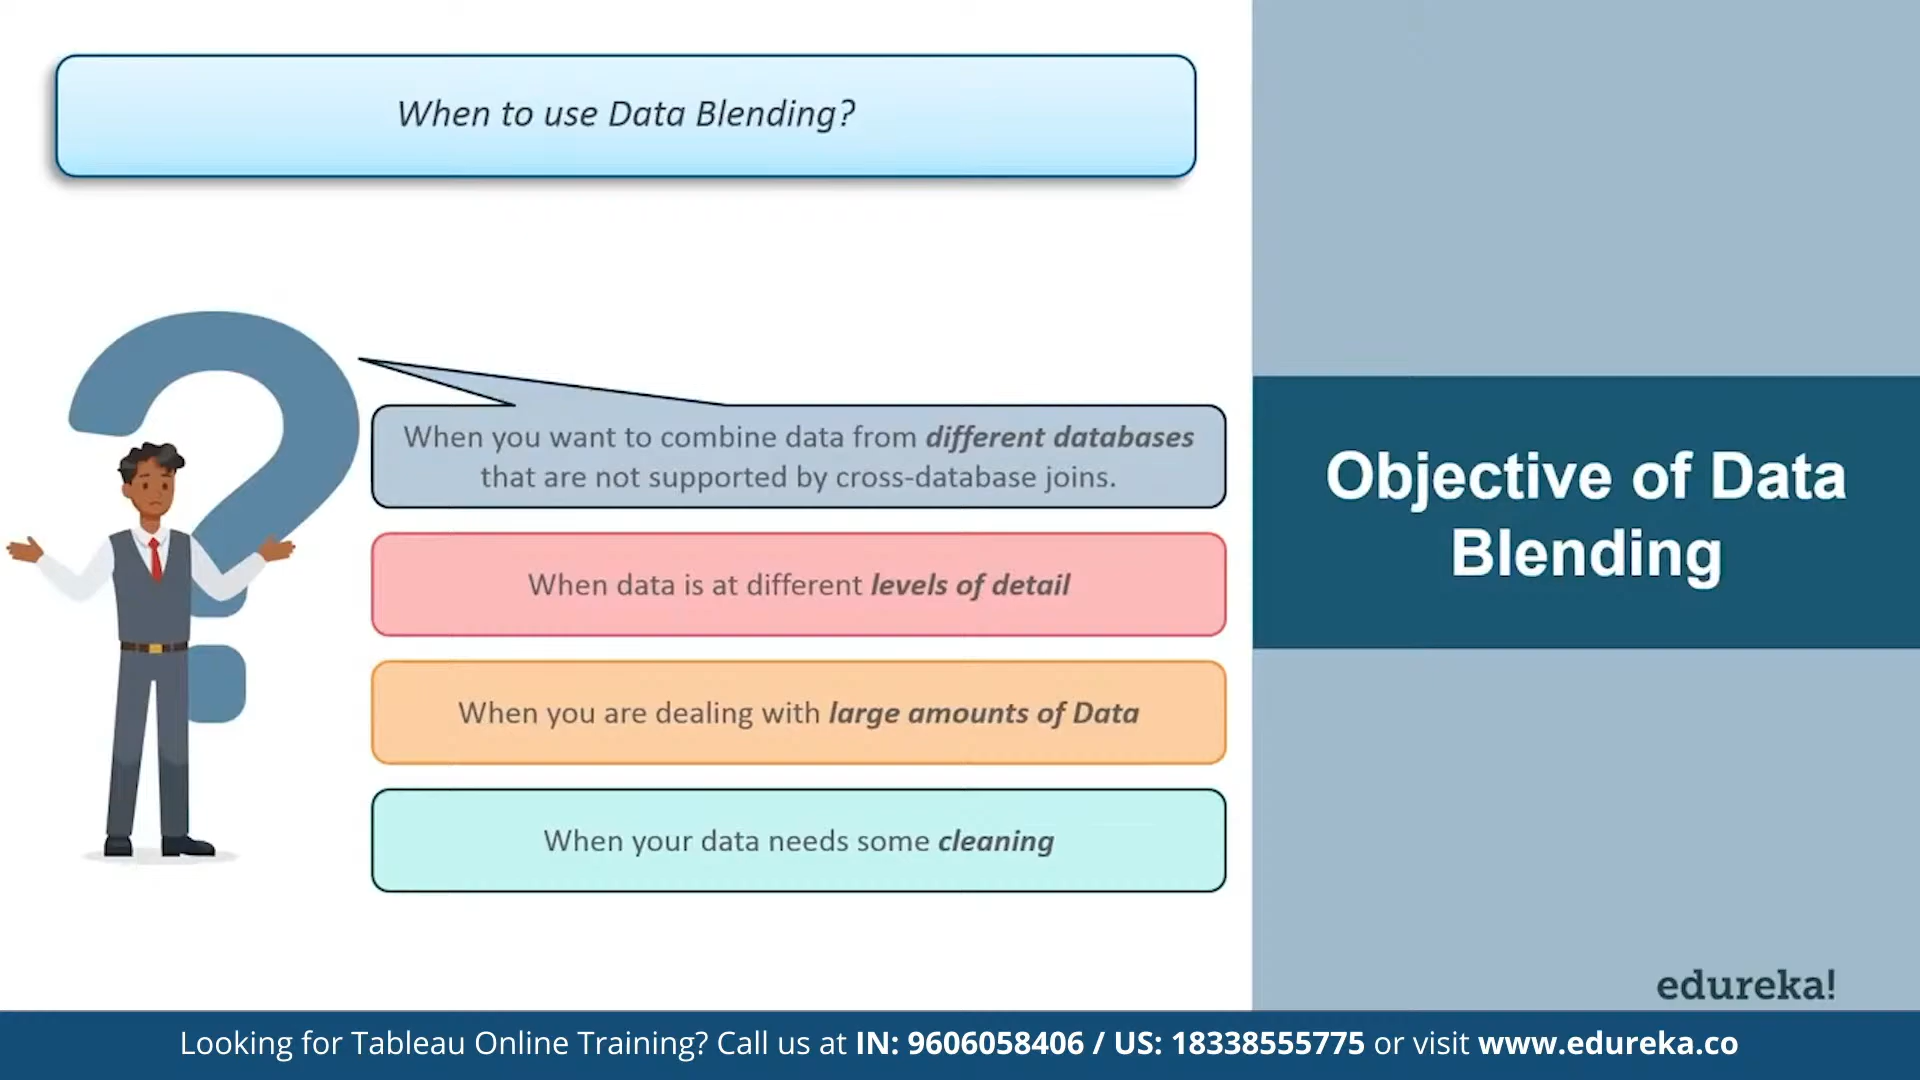 When to use Data Blending?
When you want to combine data from different databases
that are not supported by cross-database joins.
When data is at different levels of detail
When you are dealing with large amounts of Data
When your data needs some cleaning
Objective of Data
Blending
edureka!
Looking for Tableau Online Training? Call us at IN: 9606058406 / US: 18338555775 or visit www.edureka.co